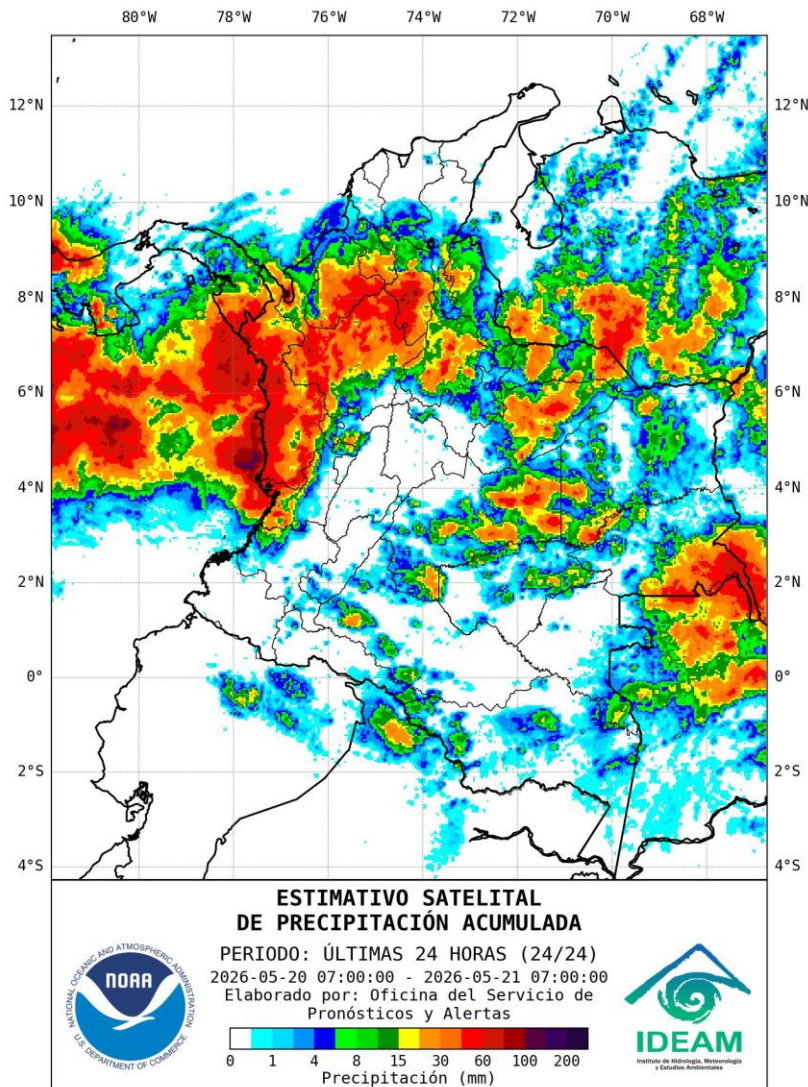 80°W 78°W 76°W 74°W 72°W 70°W 68°W
12°N 12°N
10°N 10°N
8°N 8°N
6°N 6°N
4°N 4°N
2°N 2°N
0° 0°
2°S 2°S
4°S 4°S
ESTIMATIVO SATELITAL
DE PRECIPITACIÓN ACUMULADA
PERIODO: ÚLTIMAS 24 HORAS (24/24)
2026-05-20 07:00:00 - 2026-05-21 07:00:00
Elaborado por: Oficina del Servicio de
Pronósticos y Alertas
0 1 4 8 15 30 60 100 200
Precipitación (mm)
NATIONAL OCEANIC AND ATMOSPHERIC ADMINISTRATION
NOAA
U.S. DEPARTMENT OF COMMERCE
IDEAM
Instituto de Hidrología, Meteorología
y Estudios Ambientales